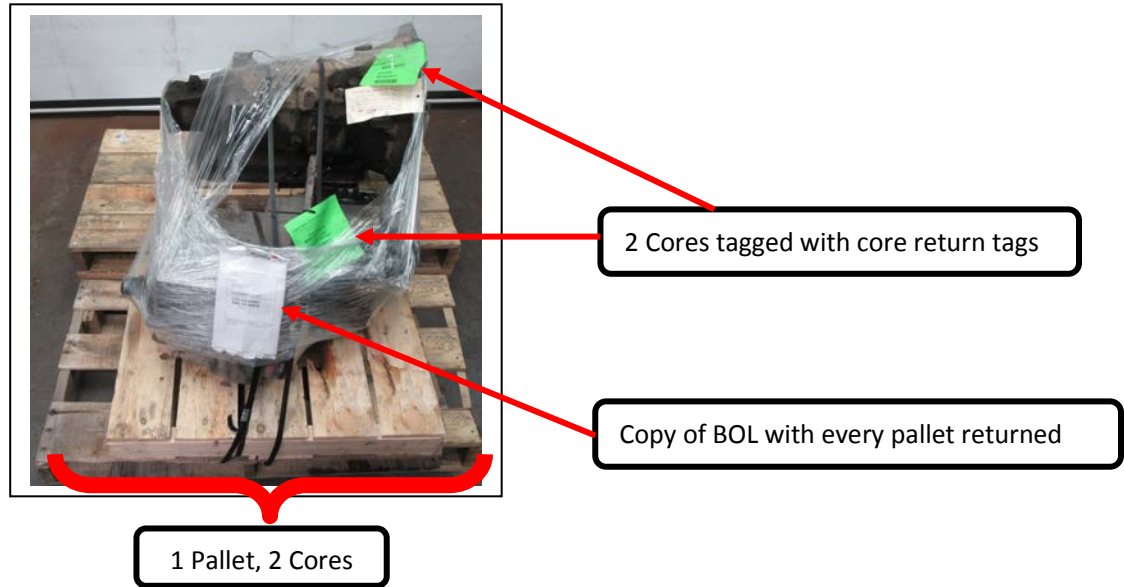 2 Cores tagged with core return tags
Copy of BOL with every pallet returned
1 Pallet, 2 Cores